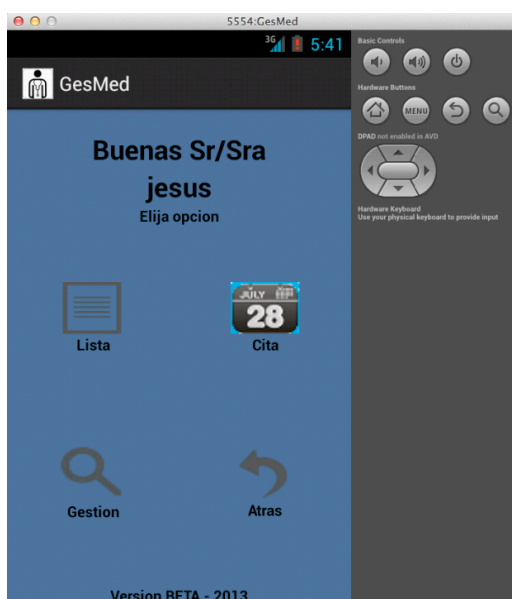 5554:GesMed
3G 5:41
GesMed
Buenas Sr/Sra
jesus
Elija opcion
JULY
28
Lista
Cita
Gestion
Atras
Version BETA - 2013
Basic Controls
Hardware Buttons
MENU
DPAD not enabled in AVD
Hardware Keyboard
Use your physical keyboard to provide input